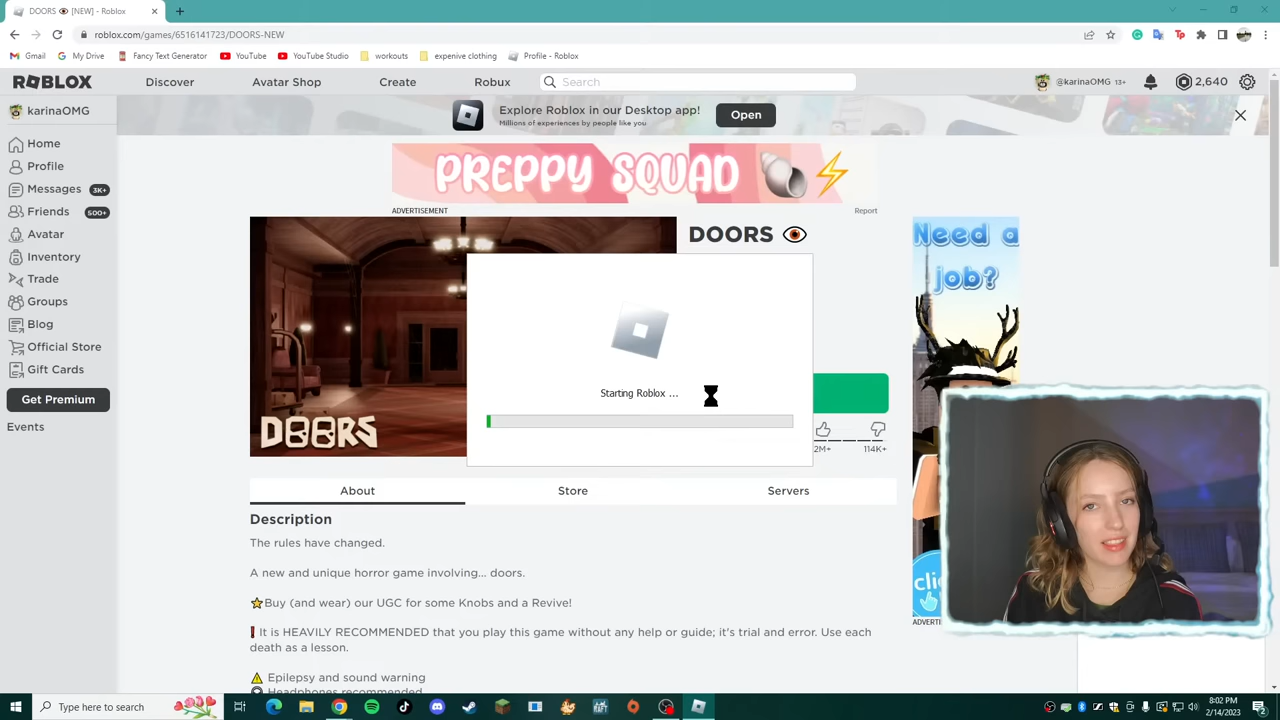 DOORS 👁 [NEW] - Roblox
roblox.com/games/6516141723/DOORS-NEW
Gmail
My Drive
Fancy Text Generator
YouTube
YouTube Studio
workouts
expenive clothing
Profile - Roblox
ROBLOX
Discover
Avatar Shop
Create
Robux
Search
@karinaOMG 13+
2,640
karinaOMG
Explore Roblox in our Desktop app!
Millions of experiences by people like you
Open
Home
Profile
Messages 3K+
Friends 500+
Avatar
Inventory
Trade
Groups
Blog
Official Store
Gift Cards
Get Premium
Events
PREPPY SQUAD
ADVERTISEMENT
Report
DOORS 👁
DOORS
Starting Roblox ...
2M+
114K+
Need a
job?
About
Store
Servers
Description
The rules have changed.
A new and unique horror game involving... doors.
⭐Buy (and wear) our UGC for some Knobs and a Revive!
❗ It is HEAVILY RECOMMENDED that you play this game without any help or guide; it's trial and error. Use each
death as a lesson.
⚠ Epilepsy and sound warning
Headphones recommended
Type here to search
8:02 PM
2/14/2023